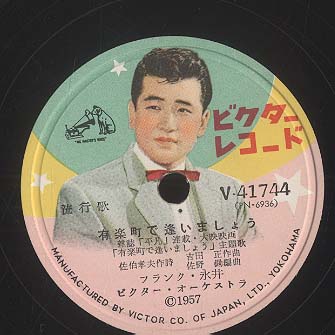 ビクター
レコード
"HIS MASTER'S VOICE"
流行歌
V-41744
(PN-6936)
有楽町で逢いましょう
雑誌「平凡」連載・大映映画
「有楽町で逢いましょう」主題歌
佐伯孝夫作詩 吉田 正作曲
佐野 鋤編曲
フランク・永井
ビクター・オーケストラ
©1957
MANUFACTURED BY VICTOR CO. OF JAPAN, LTD., YOKOHAMA